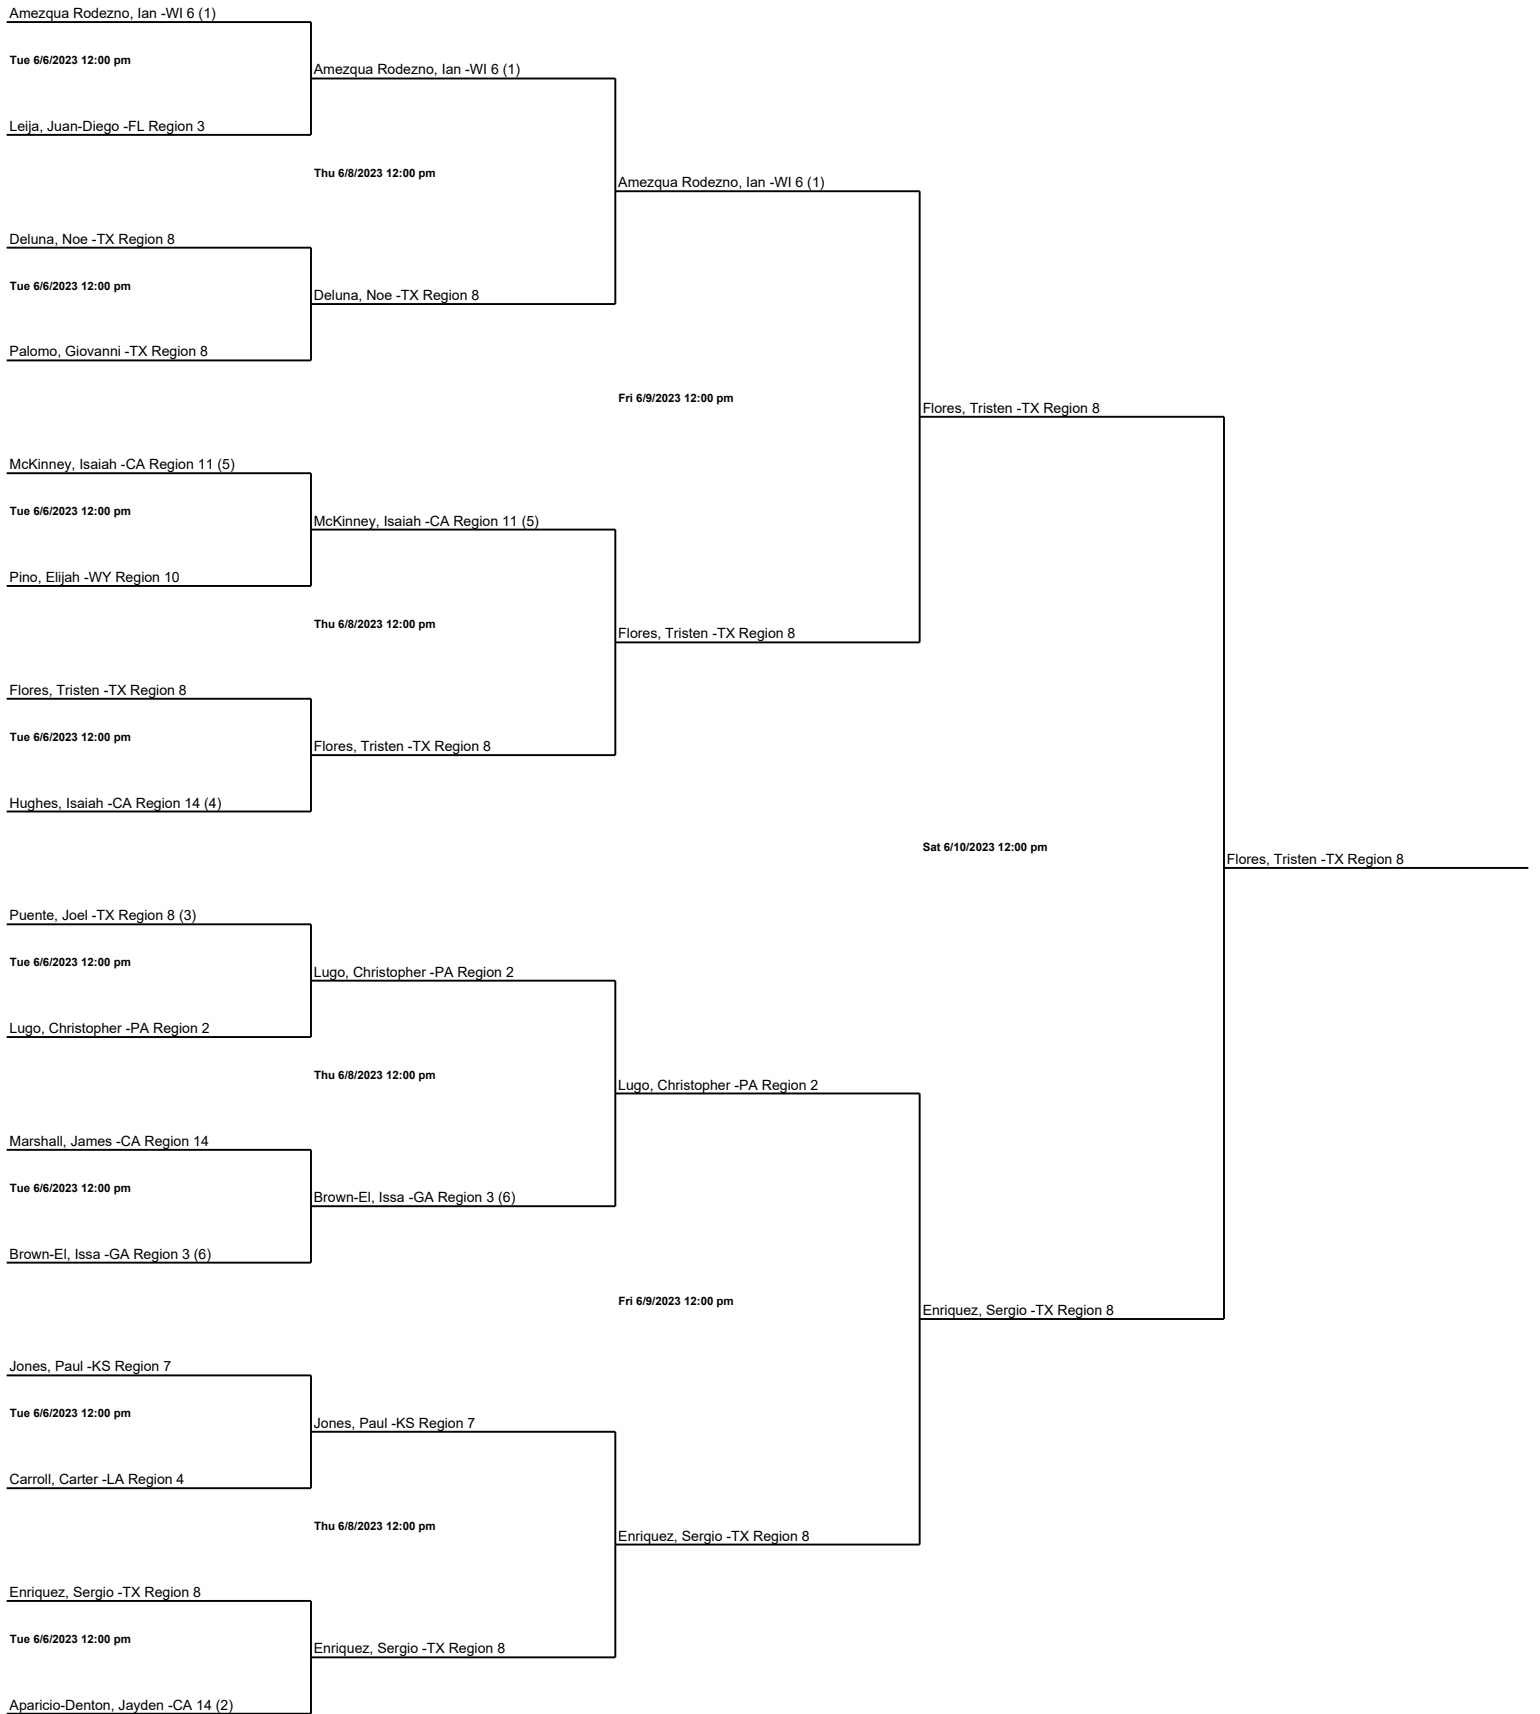 Amezqua Rodezno, Ian -WI 6 (1)
Tue 6/6/2023 12:00 pm
Amezqua Rodezno, Ian -WI 6 (1)
Leija, Juan-Diego -FL Region 3
Thu 6/8/2023 12:00 pm
Amezqua Rodezno, Ian -WI 6 (1)
Deluna, Noe -TX Region 8
Tue 6/6/2023 12:00 pm
Deluna, Noe -TX Region 8
Palomo, Giovanni -TX Region 8
Fri 6/9/2023 12:00 pm
Flores, Tristen -TX Region 8
McKinney, Isaiah -CA Region 11 (5)
Tue 6/6/2023 12:00 pm
McKinney, Isaiah -CA Region 11 (5)
Pino, Elijah -WY Region 10
Thu 6/8/2023 12:00 pm
Flores, Tristen -TX Region 8
Flores, Tristen -TX Region 8
Tue 6/6/2023 12:00 pm
Flores, Tristen -TX Region 8
Hughes, Isaiah -CA Region 14 (4)
Sat 6/10/2023 12:00 pm
Flores, Tristen -TX Region 8
Puente, Joel -TX Region 8 (3)
Tue 6/6/2023 12:00 pm
Lugo, Christopher -PA Region 2
Lugo, Christopher -PA Region 2
Thu 6/8/2023 12:00 pm
Lugo, Christopher -PA Region 2
Marshall, James -CA Region 14
Tue 6/6/2023 12:00 pm
Brown-El, Issa -GA Region 3 (6)
Brown-El, Issa -GA Region 3 (6)
Fri 6/9/2023 12:00 pm
Enriquez, Sergio -TX Region 8
Jones, Paul -KS Region 7
Tue 6/6/2023 12:00 pm
Jones, Paul -KS Region 7
Carroll, Carter -LA Region 4
Thu 6/8/2023 12:00 pm
Enriquez, Sergio -TX Region 8
Enriquez, Sergio -TX Region 8
Tue 6/6/2023 12:00 pm
Enriquez, Sergio -TX Region 8
Aparicio-Denton, Jayden -CA 14 (2)